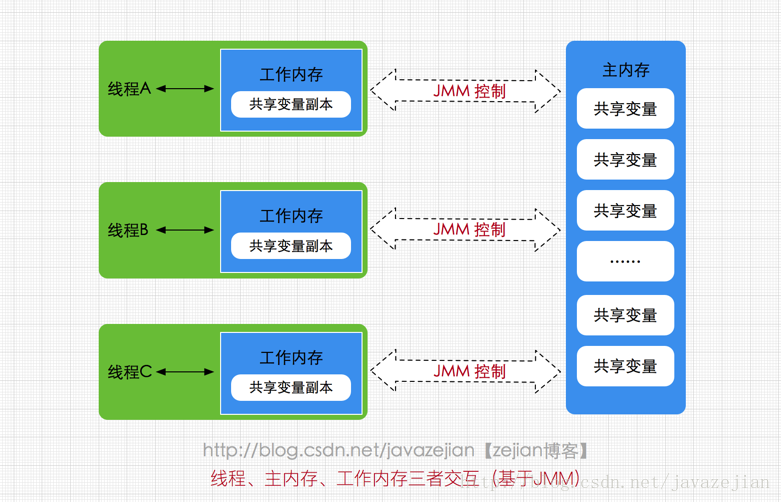 线程A
工作内存
共享变量副本
JMM 控制
线程B
工作内存
共享变量副本
JMM 控制
线程C
工作内存
共享变量副本
JMM 控制
主内存
共享变量
共享变量
共享变量
......
共享变量
共享变量
http://blog.csdn.net/javazejian【zejian博客】
线程、主内存、工作内存三者交互（基于JMM）
http://blog.csdn.net/javazejian